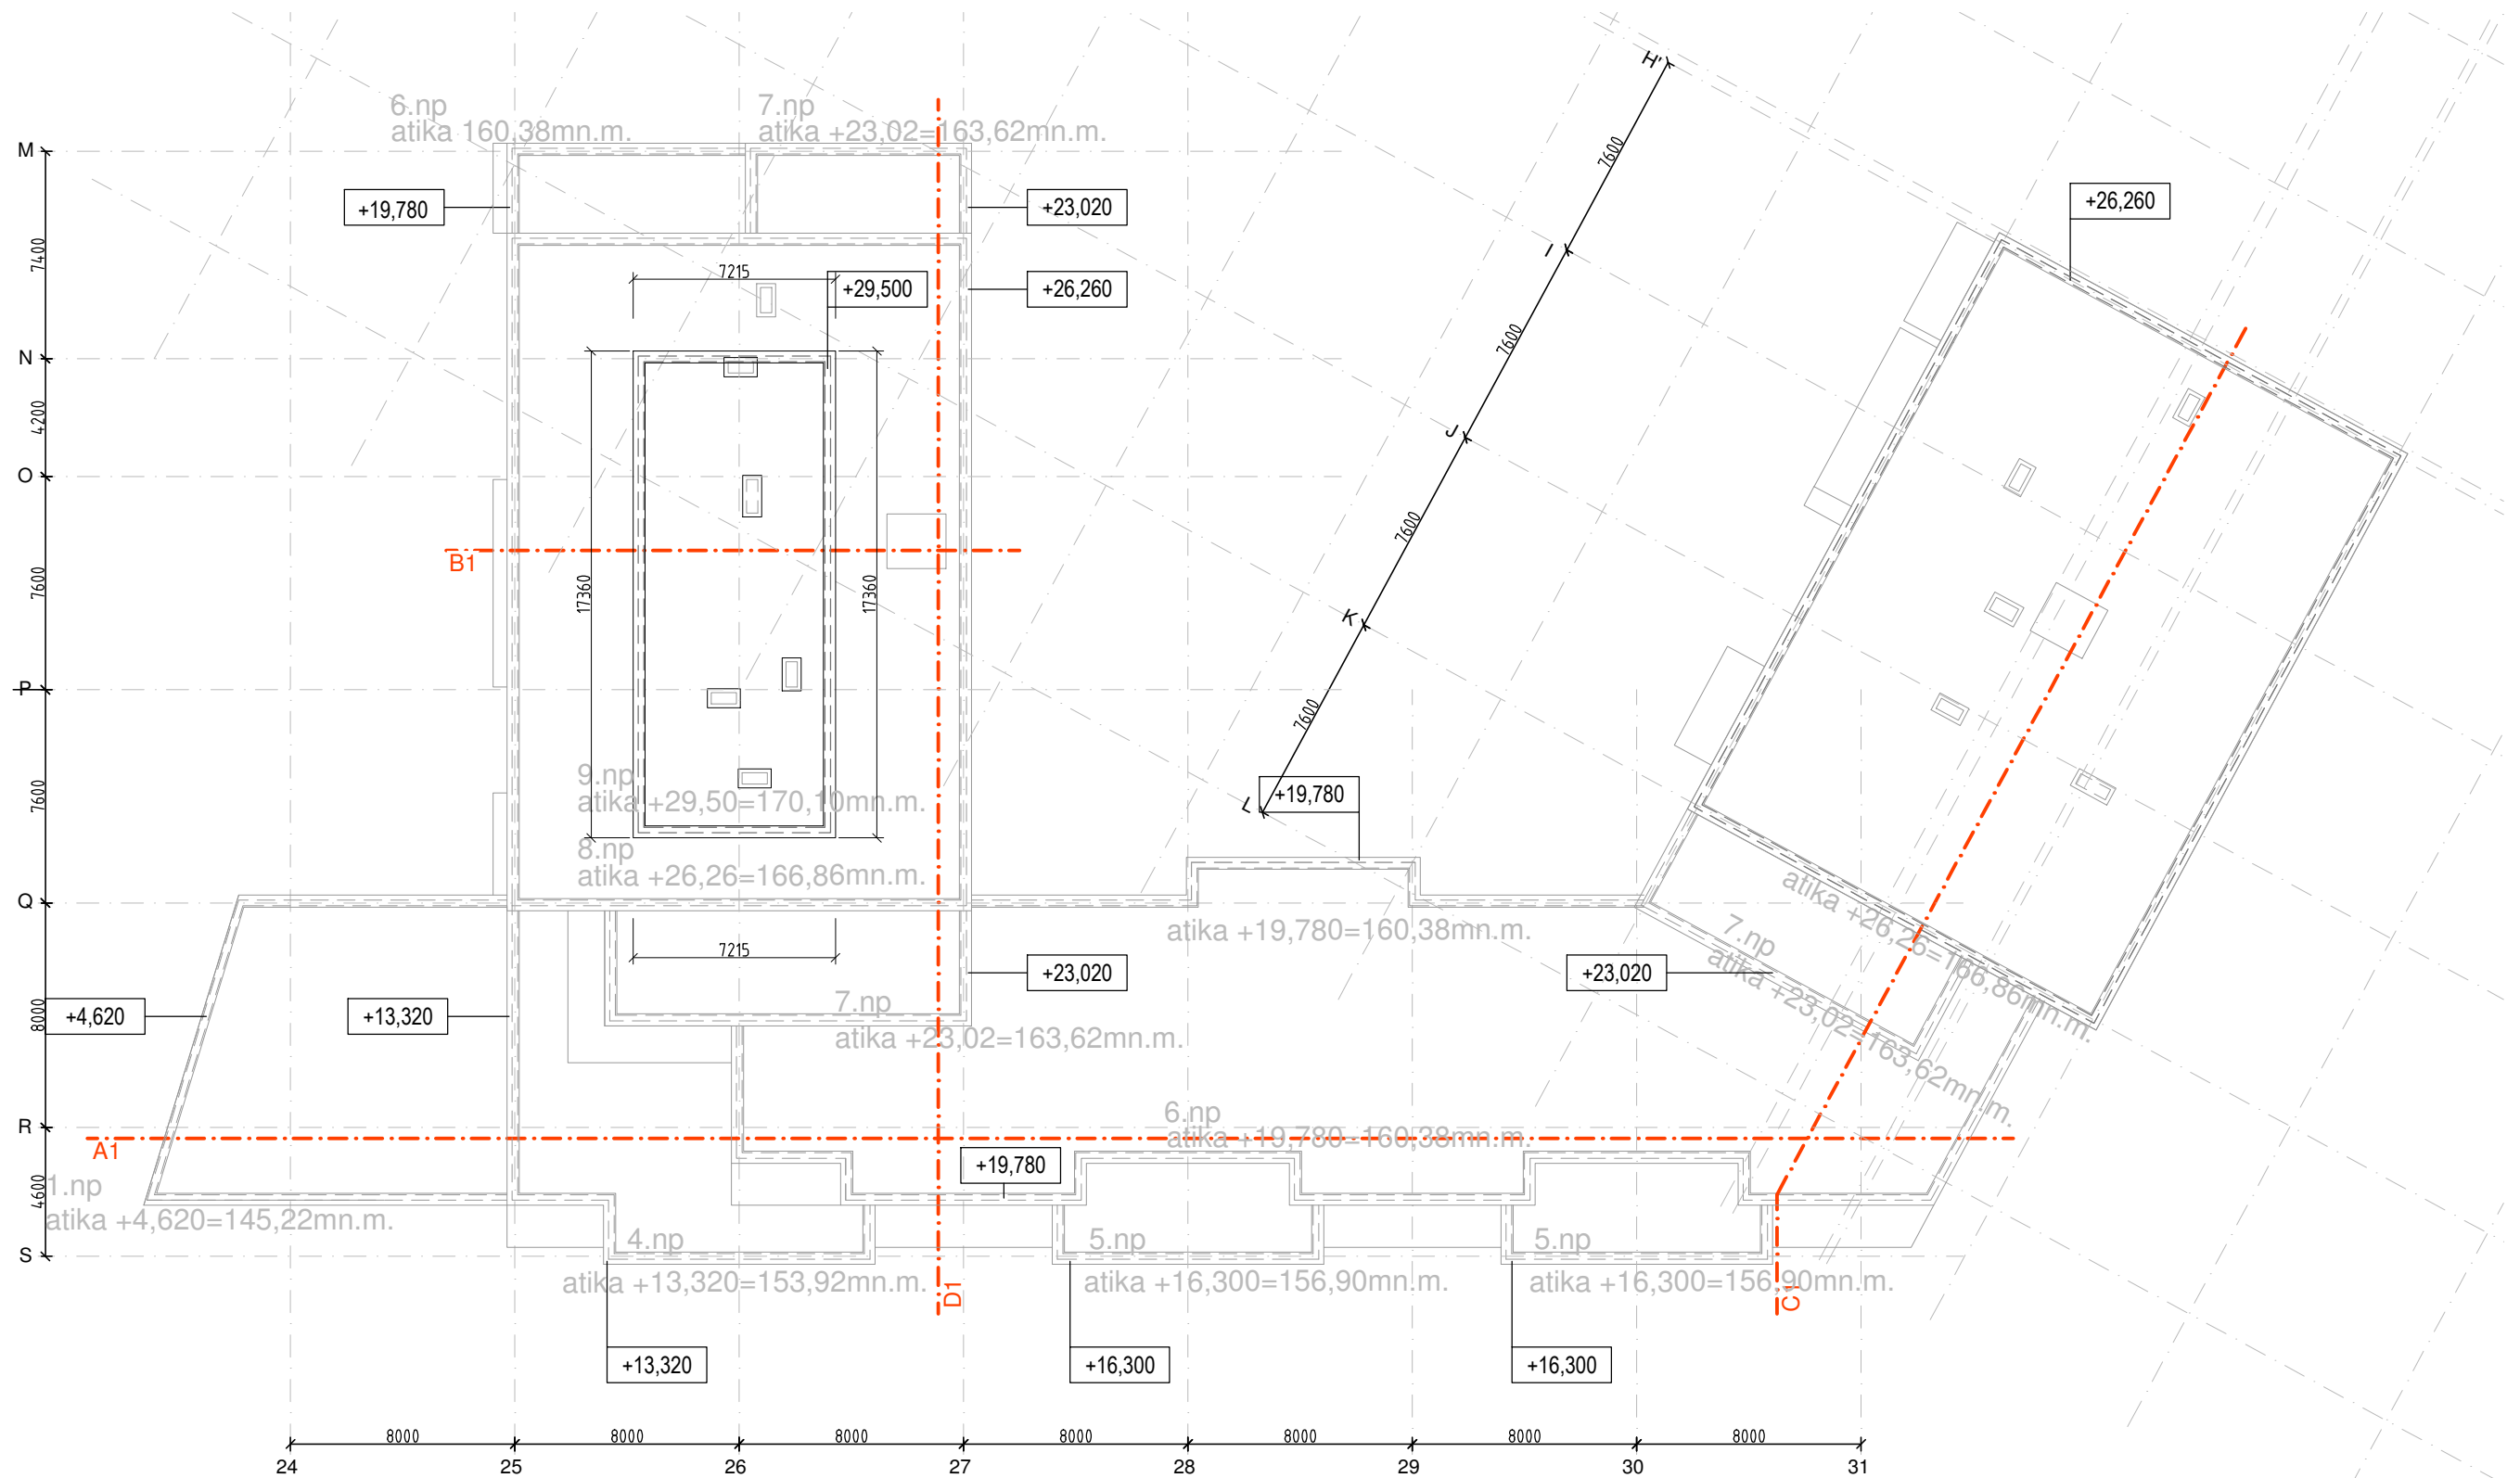 H'
6.np
atika 160,38mn.m.
7.np
atika +23,02=163,62mn.m.
M
7600
+19,780
+23,020
+26,260
7400
I
7215
+29,500
+26,260
N
7600
4200
J
O
7600
B1
7600
17360
17360
K
P
7600
9.np
atika +29,50=170,10mn.m.
7600
L
+19,780
8.np
atika +26,26=166,86mn.m.
Q
atika +19,780=160,38mn.m.
atika +26,26=166,86mn.m.
7.np
atika +23,02=163,62mn.m.
7215
+23,020
+23,020
+4,620
8000
+13,320
7.np
atika +23,02=163,62mn.m.
R
A1
6.np
atika +19,780=160,38mn.m.
+19,780
4600
1.np
atika +4,620=145,22mn.m.
S
4.np
atika +13,320=153,92mn.m.
D1
5.np
atika +16,300=156,90mn.m.
5.np
atika +16,300=156,90mn.m.
C1
+13,320
+16,300
+16,300
8000
8000
8000
8000
8000
8000
8000
24
25
26
27
28
29
30
31